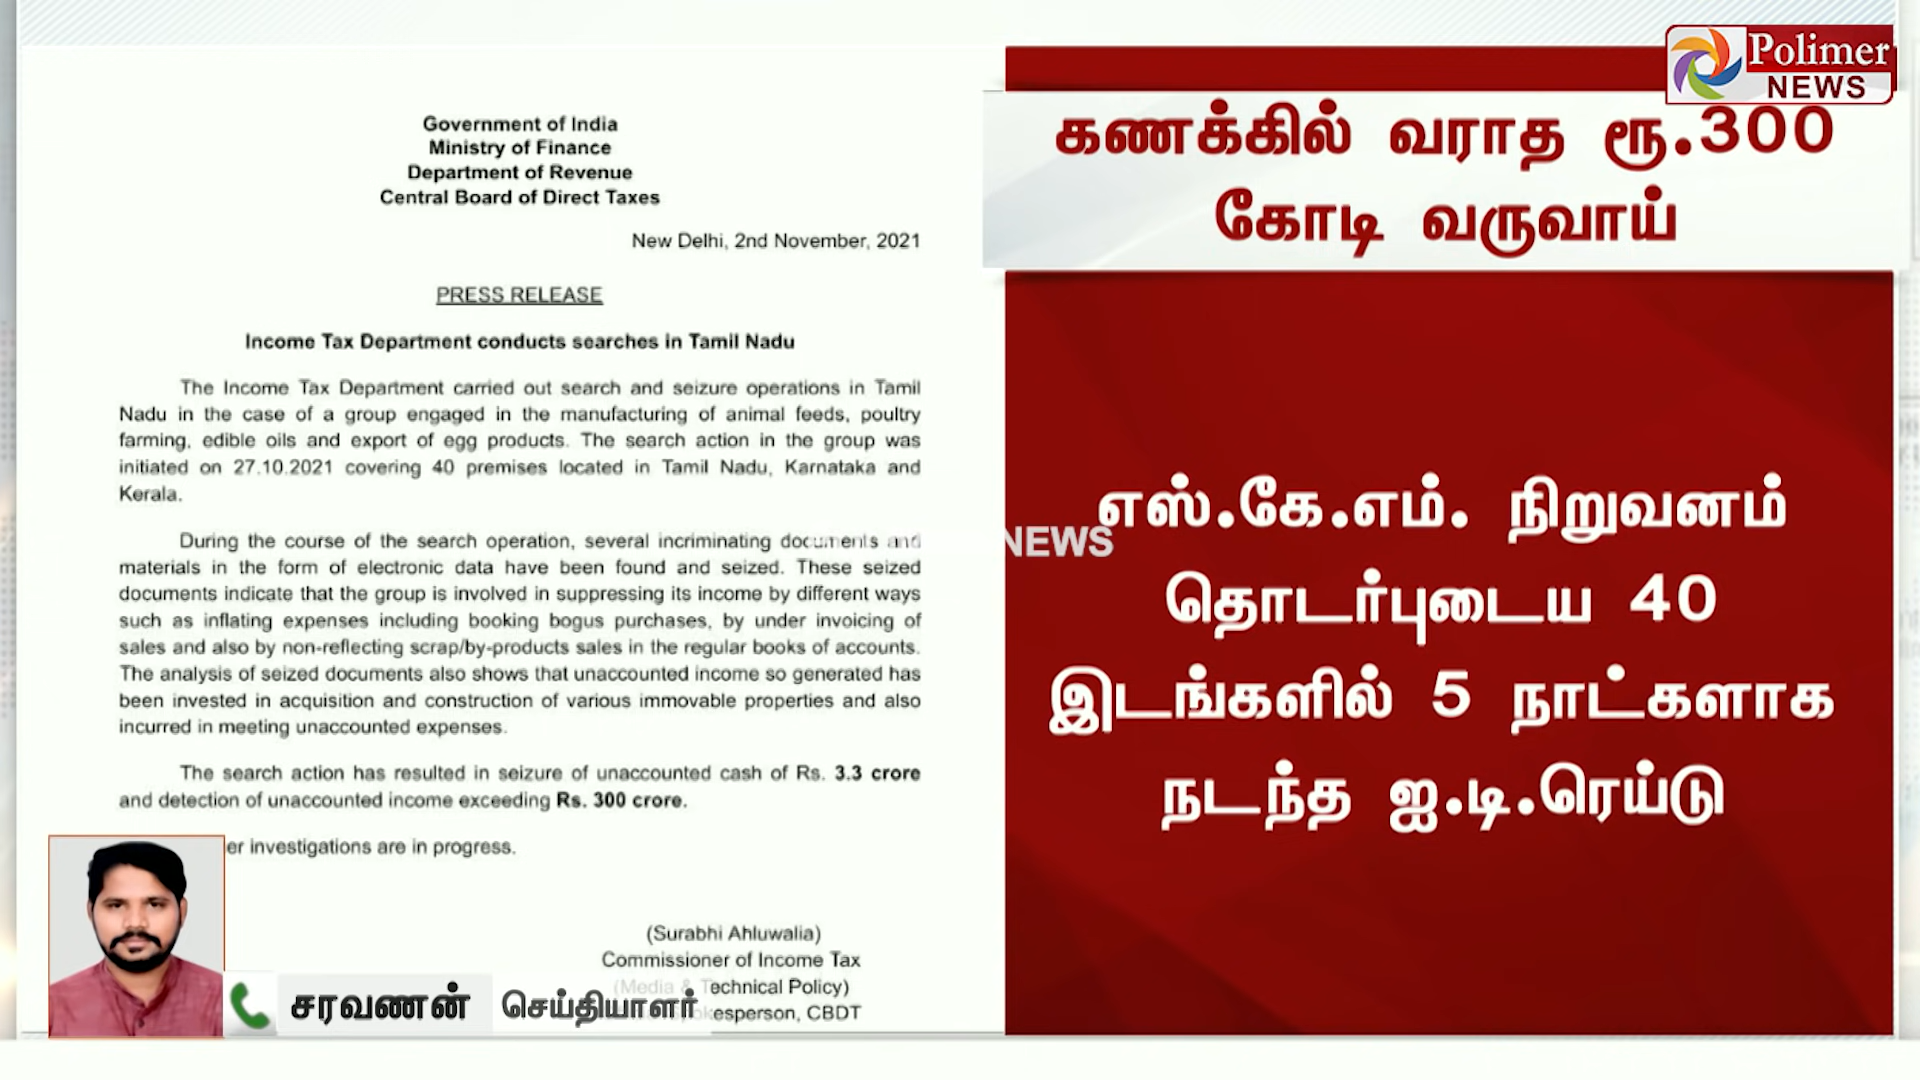 Government of India
Ministry of Finance
Department of Revenue
Central Board of Direct Taxes
New Delhi, 2nd November, 2021
PRESS RELEASE
Income Tax Department conducts searches in Tamil Nadu
The Income Tax Department carried out search and seizure operations in Tamil
Nadu in the case of a group engaged in the manufacturing of animal feeds, poultry
farming, edible oils and export of egg products. The search action in the group was
initiated on 27.10.2021 covering 40 premises located in Tamil Nadu, Karnataka and
Kerala.
During the course of the search operation, several incriminating documents and
materials in the form of electronic data have been found and seized. These seized
documents indicate that the group is involved in suppressing its income by different ways
such as inflating expenses including booking bogus purchases, by under invoicing of
sales and also by non-reflecting scrap/by-products sales in the regular books of accounts.
The analysis of seized documents also shows that unaccounted income so generated has
been invested in acquisition and construction of various immovable properties and also
incurred in meeting unaccounted expenses.
The search action has resulted in seizure of unaccounted cash of Rs. 3.3 crore
and detection of unaccounted income exceeding Rs. 300 crore.
er investigations are in progress.
(Surabhi Ahluwalia)
Commissioner of Income Tax
(Media & Technical Policy)
esperson, CBDT
சரவணன் செய்தியாளர்
Polimer
NEWS
கணக்கில் வராத ரூ.300
கோடி வருவாய்
எஸ்.கே.எம். நிறுவனம்
NEWS
தொடர்புடைய 40
இடங்களில் 5 நாட்களாக
நடந்த ஐ.டி.ரெய்டு